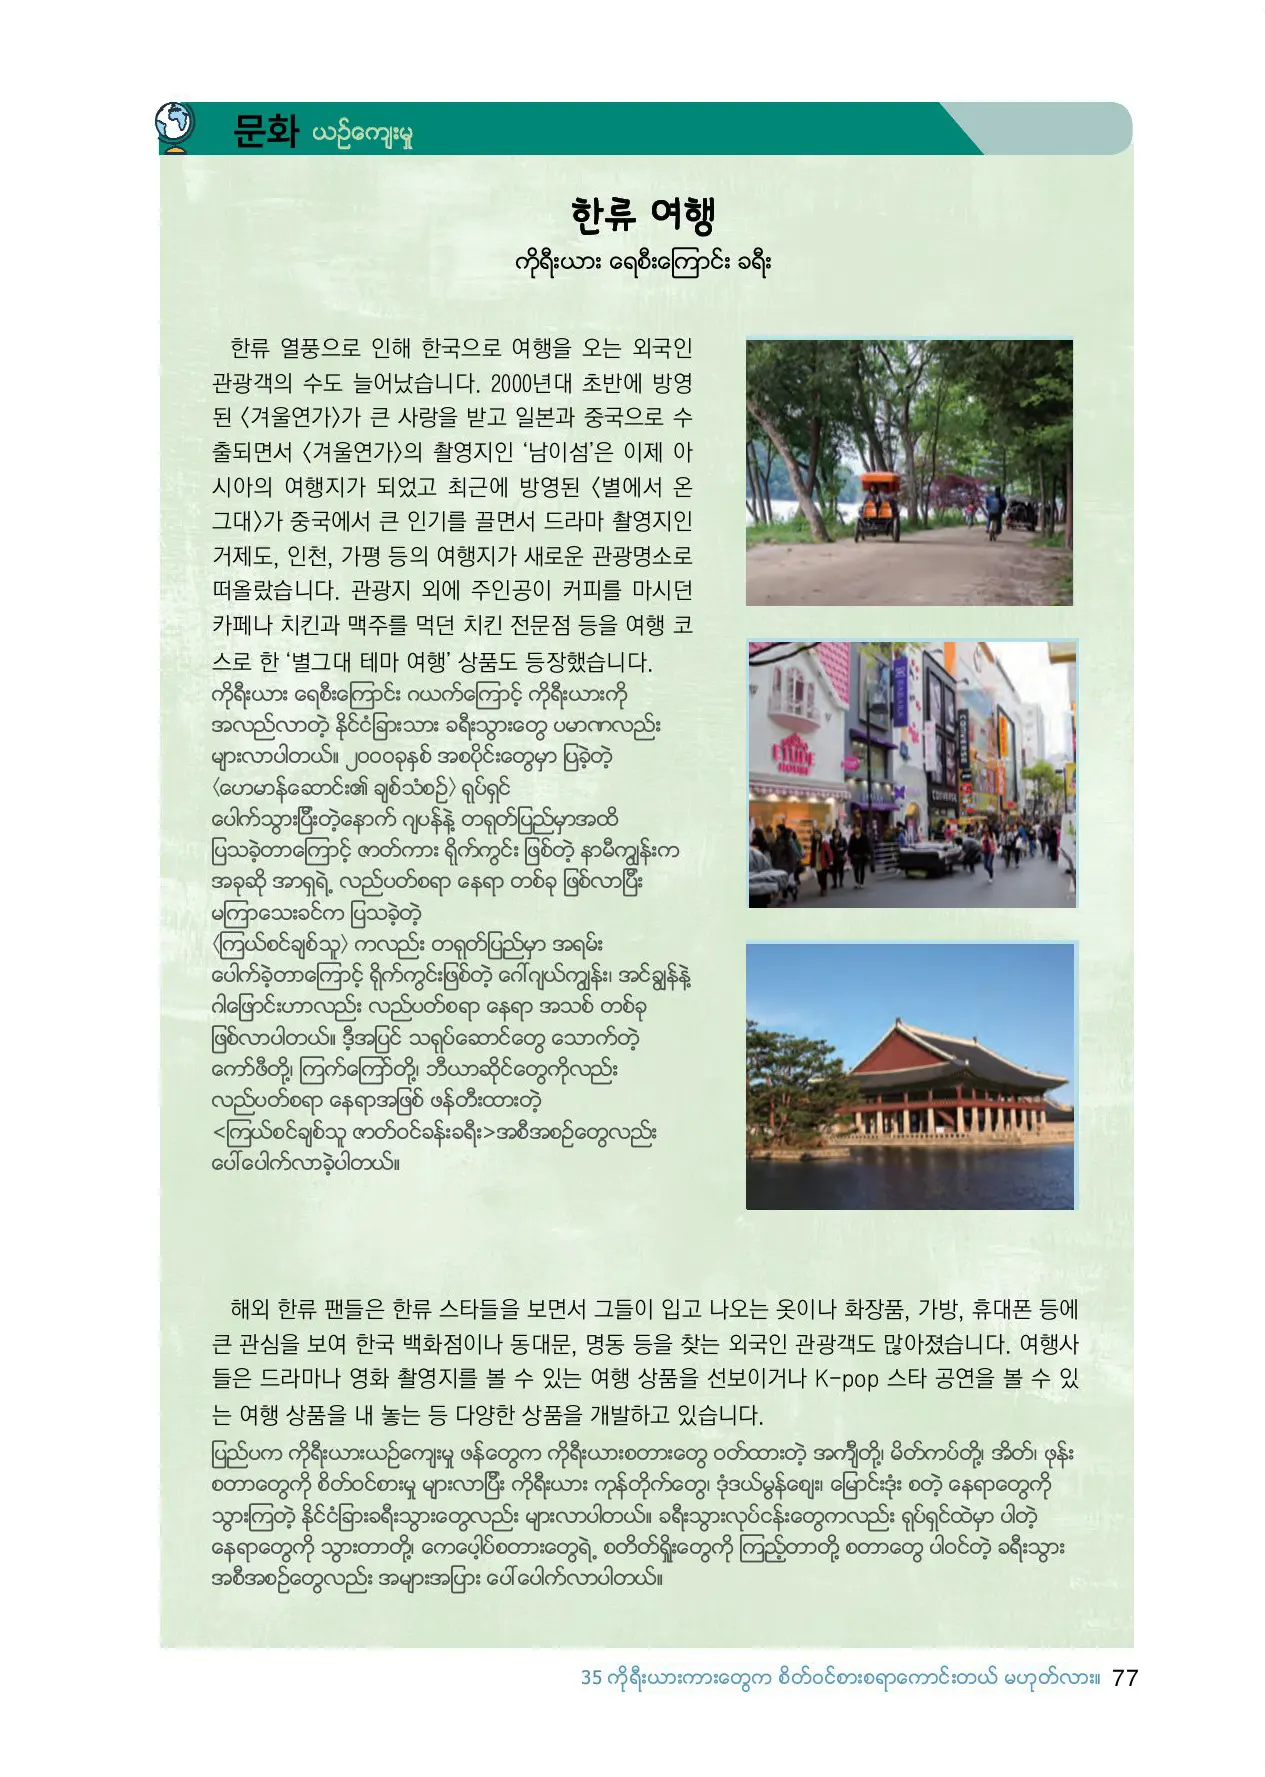 문화 ယဉ်ကျေးမှု
한류 여행
ကိုရီးယား ရေစီးကြောင်း ခရီး
한류 열풍으로 인해 한국으로 여행을 오는 외국인
관광객의 수도 늘어났습니다. 2000년대 초반에 방영
된 〈겨울연가〉가 큰 사랑을 받고 일본과 중국으로 수
출되면서 〈겨울연가〉의 촬영지인 ‘남이섬’은 이제 아
시아의 여행지가 되었고 최근에 방영된 〈별에서 온
그대〉가 중국에서 큰 인기를 끌면서 드라마 촬영지인
거제도, 인천, 가평 등의 여행지가 새로운 관광명소로
떠올랐습니다. 관광지 외에 주인공이 커피를 마시던
카페나 치킨과 맥주를 먹던 치킨 전문점 등을 여행 코
스로 한 ‘별그대 테마 여행’ 상품도 등장했습니다.
ကိုရီးယား ရေစီးကြောင်း ဂယက်ကြောင့် ကိုရီးယားကို
အလည်လာတဲ့ နိုင်ငံခြားသား ခရီးသွားတွေ ပမာဏလည်း
များလာပါတယ်။ ၂၀၀၀ခုနှစ် အစပိုင်းတွေမှာ ပြခဲ့တဲ့
〈ဟေမာန်ဆောင်း၏ ချစ်သံစဉ်〉 ရုပ်ရှင်
ပေါက်သွားပြီးတဲ့နောက် ဂျပန်နဲ့ တရုတ်ပြည်မှာအထိ
ပြသခဲ့တာကြောင့် ဇာတ်ကား ရိုက်ကွင်း ဖြစ်တဲ့ နာမီကျွန်းက
အခုဆို အာရှရဲ့ လည်ပတ်စရာ နေရာ တစ်ခု ဖြစ်လာပြီး
မကြာသေးခင်က ပြသခဲ့တဲ့
〈ကြယ်စင်ချစ်သူ〉 ကလည်း တရုတ်ပြည်မှာ အရမ်း
ပေါက်ခဲ့တာကြောင့် ရိုက်ကွင်းဖြစ်တဲ့ ဂေါ်ဂျယ်ကျွန်း၊ အင်ချွန်နဲ့
ဂါဖြောင်းဟာလည်း လည်ပတ်စရာ နေရာ အသစ် တစ်ခု
ဖြစ်လာပါတယ်။ ဒီ့အပြင် သရုပ်ဆောင်တွေ သောက်တဲ့
ကော်ဖီတို့၊ ကြက်ကြော်တို့၊ ဘီယာဆိုင်တွေကိုလည်း
လည်ပတ်စရာ နေရာအဖြစ် ဖန်တီးထားတဲ့
<ကြယ်စင်ချစ်သူ ဇာတ်ဝင်ခန်းခရီး>အစီအစဉ်တွေလည်း
ပေါ်ပေါက်လာခဲ့ပါတယ်။
ETUDE
HOUSE
CONVERSE
해외 한류 팬들은 한류 스타들을 보면서 그들이 입고 나오는 옷이나 화장품, 가방, 휴대폰 등에
큰 관심을 보여 한국 백화점이나 동대문, 명동 등을 찾는 외국인 관광객도 많아졌습니다. 여행사
들은 드라마나 영화 촬영지를 볼 수 있는 여행 상품을 선보이거나 K-pop 스타 공연을 볼 수 있
는 여행 상품을 내 놓는 등 다양한 상품을 개발하고 있습니다.
ပြည်ပက ကိုရီးယားယဉ်ကျေးမှု ဖန်တွေက ကိုရီးယားစတားတွေ ဝတ်ထားတဲ့ အင်္ကျီတို့၊ မိတ်ကပ်တို့၊ အိတ်၊ ဖုန်း
စတာတွေကို စိတ်ဝင်စားမှု များလာပြီး ကိုရီးယား ကုန်တိုက်တွေ၊ ဒုံဒယ်မွန်ဈေး၊ မြောင်းဒုံး စတဲ့ နေရာတွေကို
သွားကြတဲ့ နိုင်ငံခြားခရီးသွားတွေလည်း များလာပါတယ်။ ခရီးသွားလုပ်ငန်းတွေကလည်း ရုပ်ရှင်ထဲမှာ ပါတဲ့
နေရာတွေကို သွားတာတို့၊ ကေပေ့ါပ်စတားတွေရဲ့ စတိတ်ရှိုးတွေကို ကြည့်တာတို့ စတာတွေ ပါဝင်တဲ့ ခရီးသွား
အစီအစဉ်တွေလည်း အများအပြား ပေါ်ပေါက်လာပါတယ်။
35 ကိုရီးယားကားတွေက စိတ်ဝင်စားစရာကောင်းတယ် မဟုတ်လား။ 77